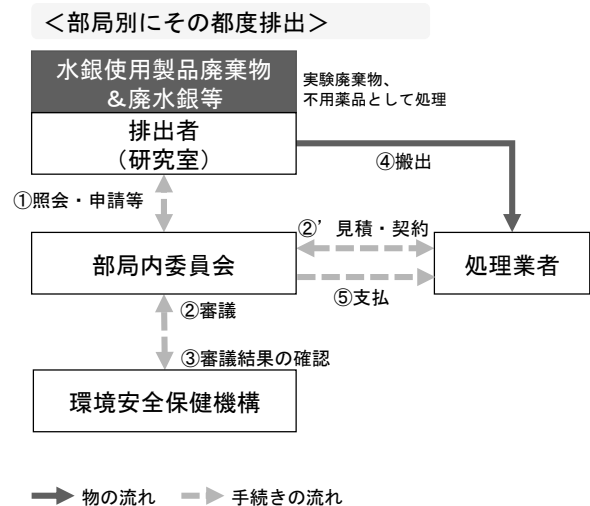 ＜部局別にその都度排出＞
水銀使用製品廃棄物
＆廃水銀等
実験廃棄物、
不用薬品として処理
排出者
（研究室）
④搬出
①照会・申請等
②’見積・契約
部局内委員会
処理業者
⑤支払
②審議
③審議結果の確認
環境安全保健機構
物の流れ
手続きの流れ